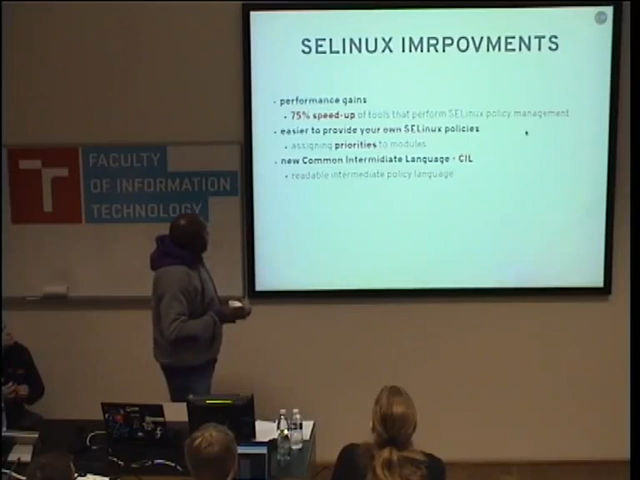 SELINUX IMRPOVMENTS
performance gains
75% speed-up of tools that perform SELinux policy management
easier to provide your own SELinux policies
assigning priorities to modules
new Common Intermidiate Language - CIL
readable intermediate policy language
FACULTY
OF INFORMATION
TECHNOLOGY